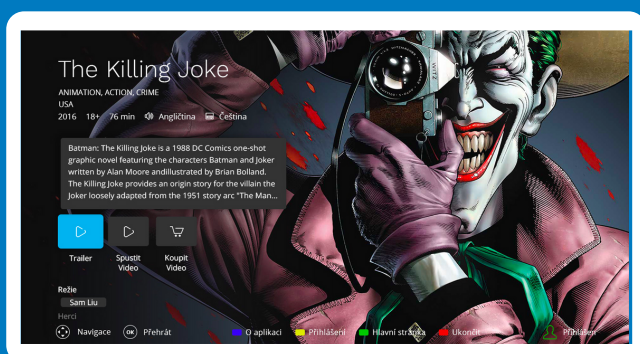 The Killing Joke
ANIMATION, ACTION, CRIME
USA
2016 18+ 76 min Angličtina Čeština
Batman: The Killing Joke is a 1988 DC Comics one-shot
graphic novel featuring the characters Batman and Joker
written by Alan Moore andillustrated by Brian Bolland.
The Killing Joke provides an origin story for the villain the
Joker loosely adapted from the 1951 story arc "The Man...
Trailer
Spustit
Video
Koupit
Video
Režie
Sam Liu
Herci
Navigace OK Přehrát O aplikaci Přihlášení Hlavní stránka Ukončit Přihlášen